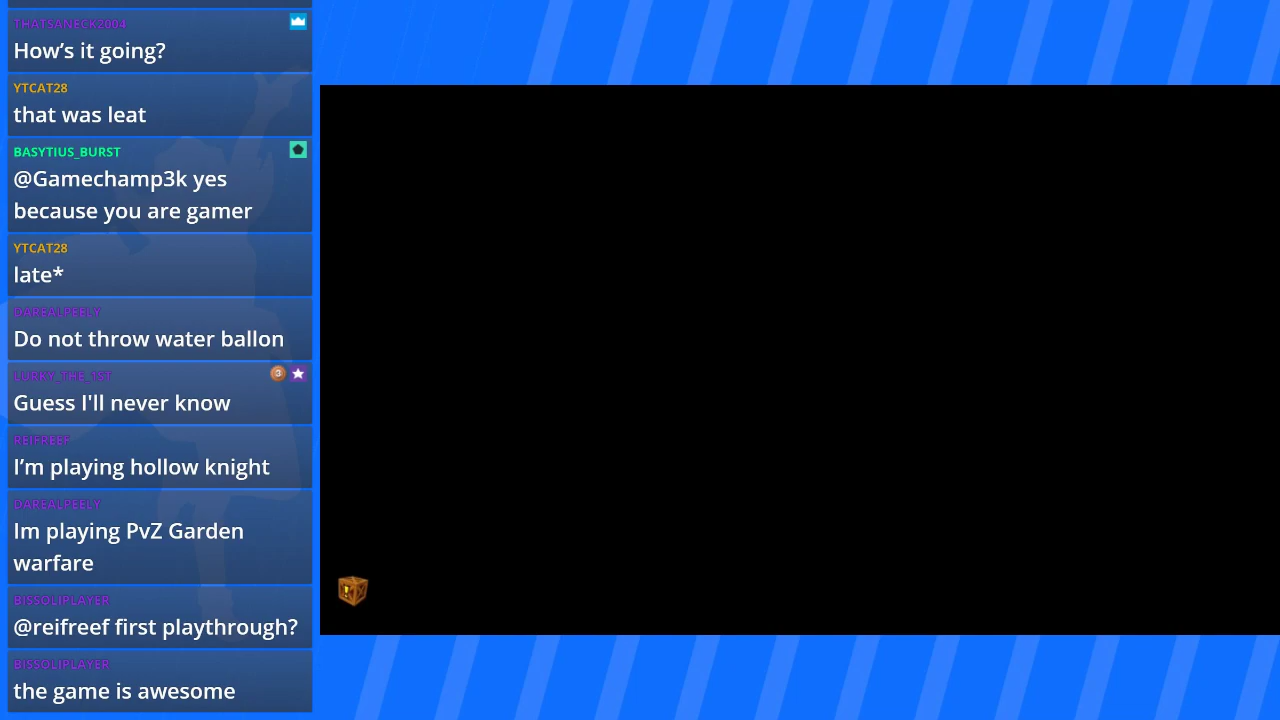 THATSANECK2004
How’s it going?
YTCAT28
that was leat
BASYTIUS_BURST
@Gamechamp3k yes
because you are gamer
YTCAT28
late*
DAREALPEELY
Do not throw water ballon
LURKY_THE_1ST
3
Guess I'll never know
REIFREEF
I’m playing hollow knight
DAREALPEELY
Im playing PvZ Garden
warfare
BISSOLIPLAYER
@reifreef first playthrough?
BISSOLIPLAYER
the game is awesome
!